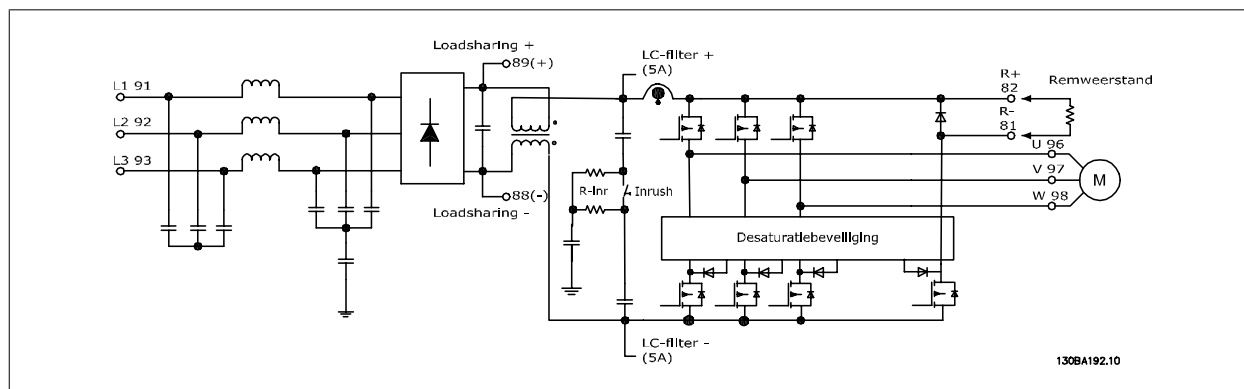 Loadsharing +
89(+)
LC-filter +
(5A)
R+
82
Remweerstand
L1 91
L2 92
R-
81
U 96
L3 93
V 97
M
R-Inr
Inrush
88(-)
W 98
Loadsharing -
Desaturatiebeveiliging
LC-filter -
(5A)
130BA192.10